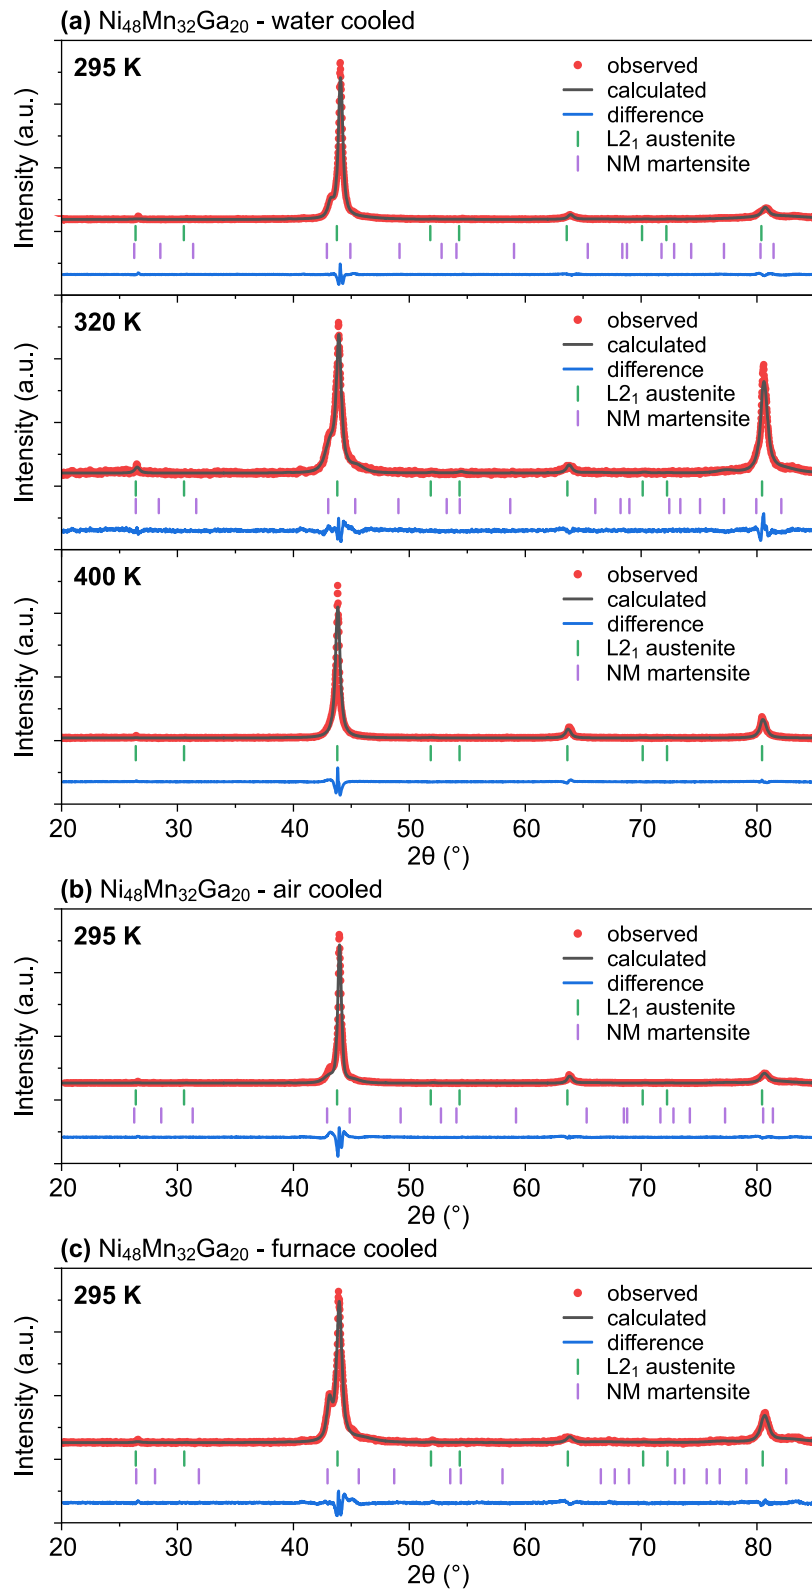 (a) Ni₄₈Mn₃₂Ga₂₀ - water cooled
295 K
observed
calculated
difference
L2₁ austenite
NM martensite
Intensity (a.u.)
320 K
observed
calculated
difference
L2₁ austenite
NM martensite
Intensity (a.u.)
400 K
observed
calculated
difference
L2₁ austenite
NM martensite
Intensity (a.u.)
20 30 40 50 60 70 80
2θ (°)
(b) Ni₄₈Mn₃₂Ga₂₀ - air cooled
295 K
observed
calculated
difference
L2₁ austenite
NM martensite
Intensity (a.u.)
20 30 40 50 60 70 80
2θ (°)
(c) Ni₄₈Mn₃₂Ga₂₀ - furnace cooled
295 K
observed
calculated
difference
L2₁ austenite
NM martensite
Intensity (a.u.)
20 30 40 50 60 70 80
2θ (°)